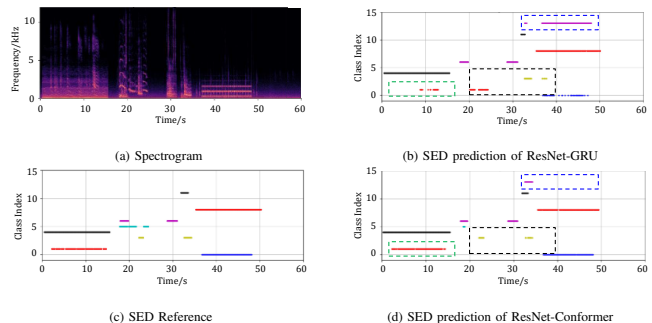 Frequency/kHz
10
5
0
0 10 20 30 40 50 60
Time/s
(a) Spectrogram
Class Index
15
10
5
0
0 10 20 30 40 50 60
Time/s
(b) SED prediction of ResNet-GRU
Class Index
15
10
5
0
0 10 20 30 40 50 60
Time/s
(c) SED Reference
Class Index
15
10
5
0
0 10 20 30 40 50 60
Time/s
(d) SED prediction of ResNet-Conformer